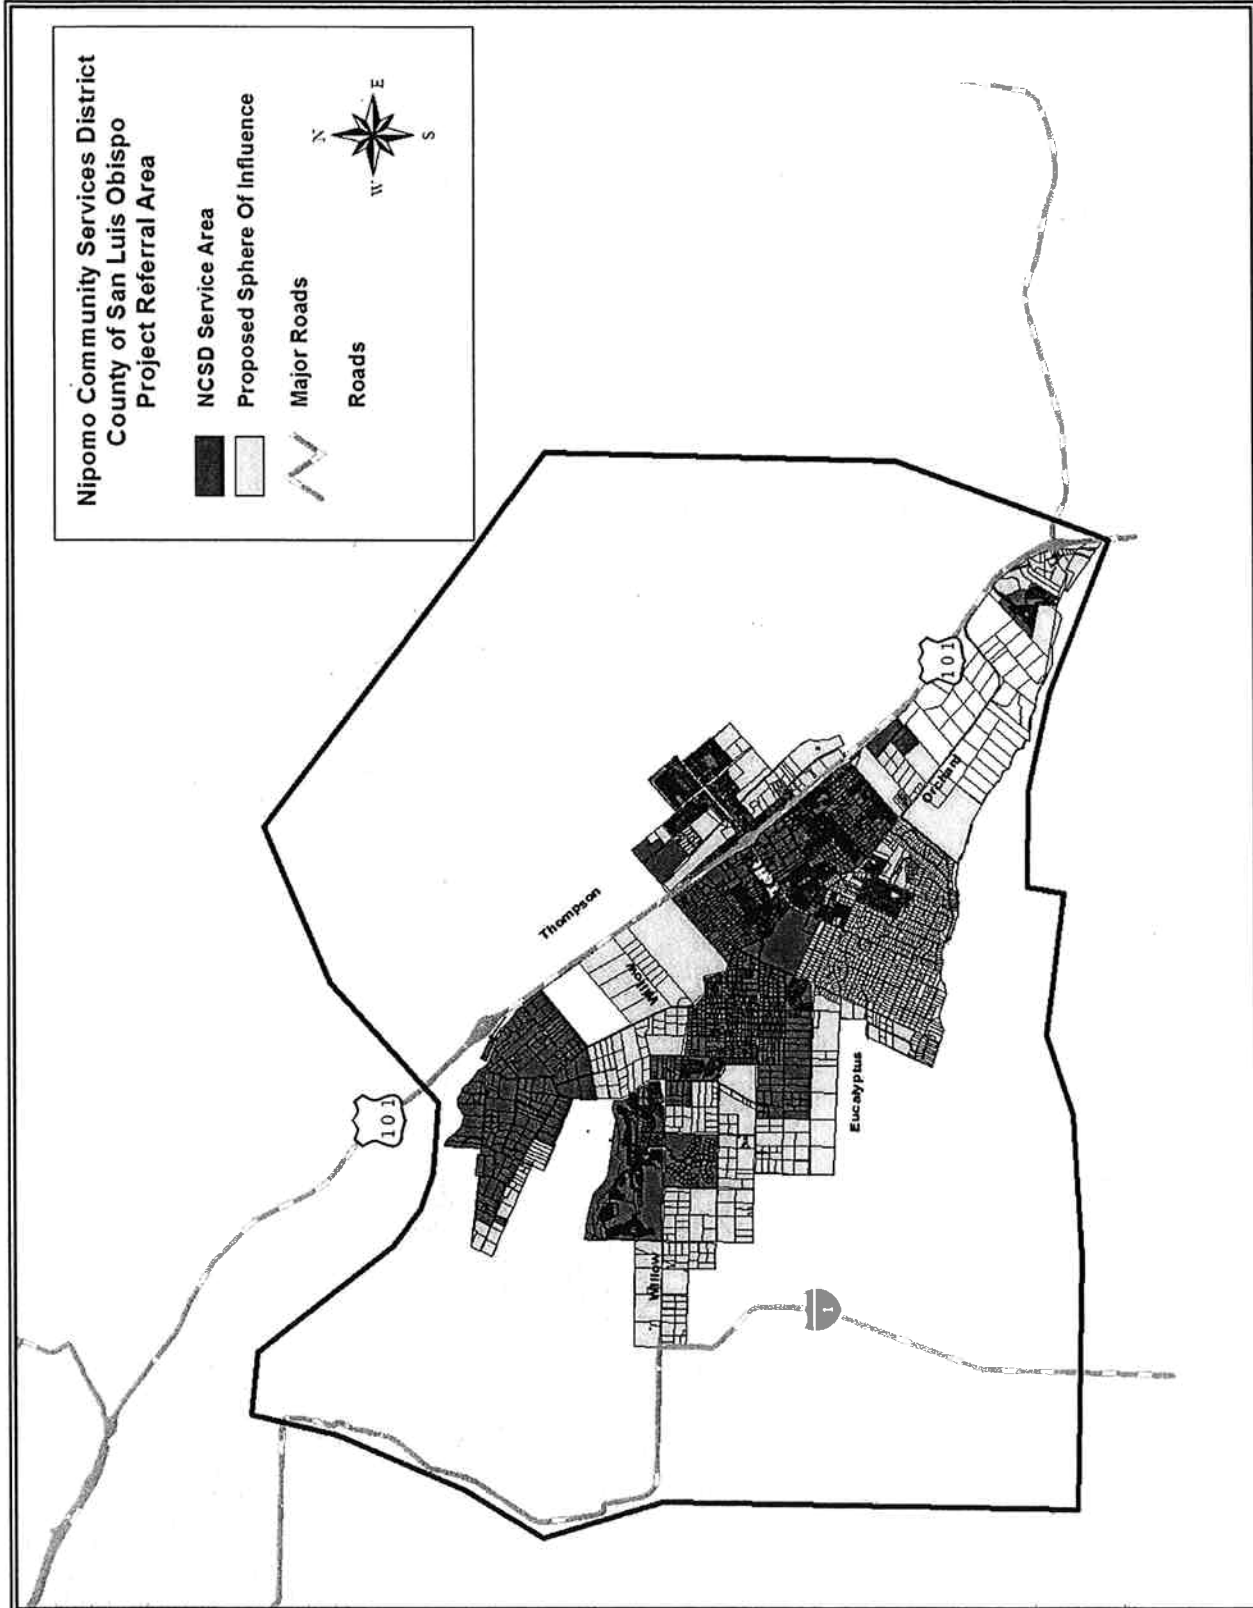 Nipomo Community Services District
County of San Luis Obispo
Project Referral Area
NCSD Service Area
Proposed Sphere Of Influence
Major Roads
Roads
N
W
E
S
101
Thompson
Willow
101
Orchard
Eucalyptus
Willow
1